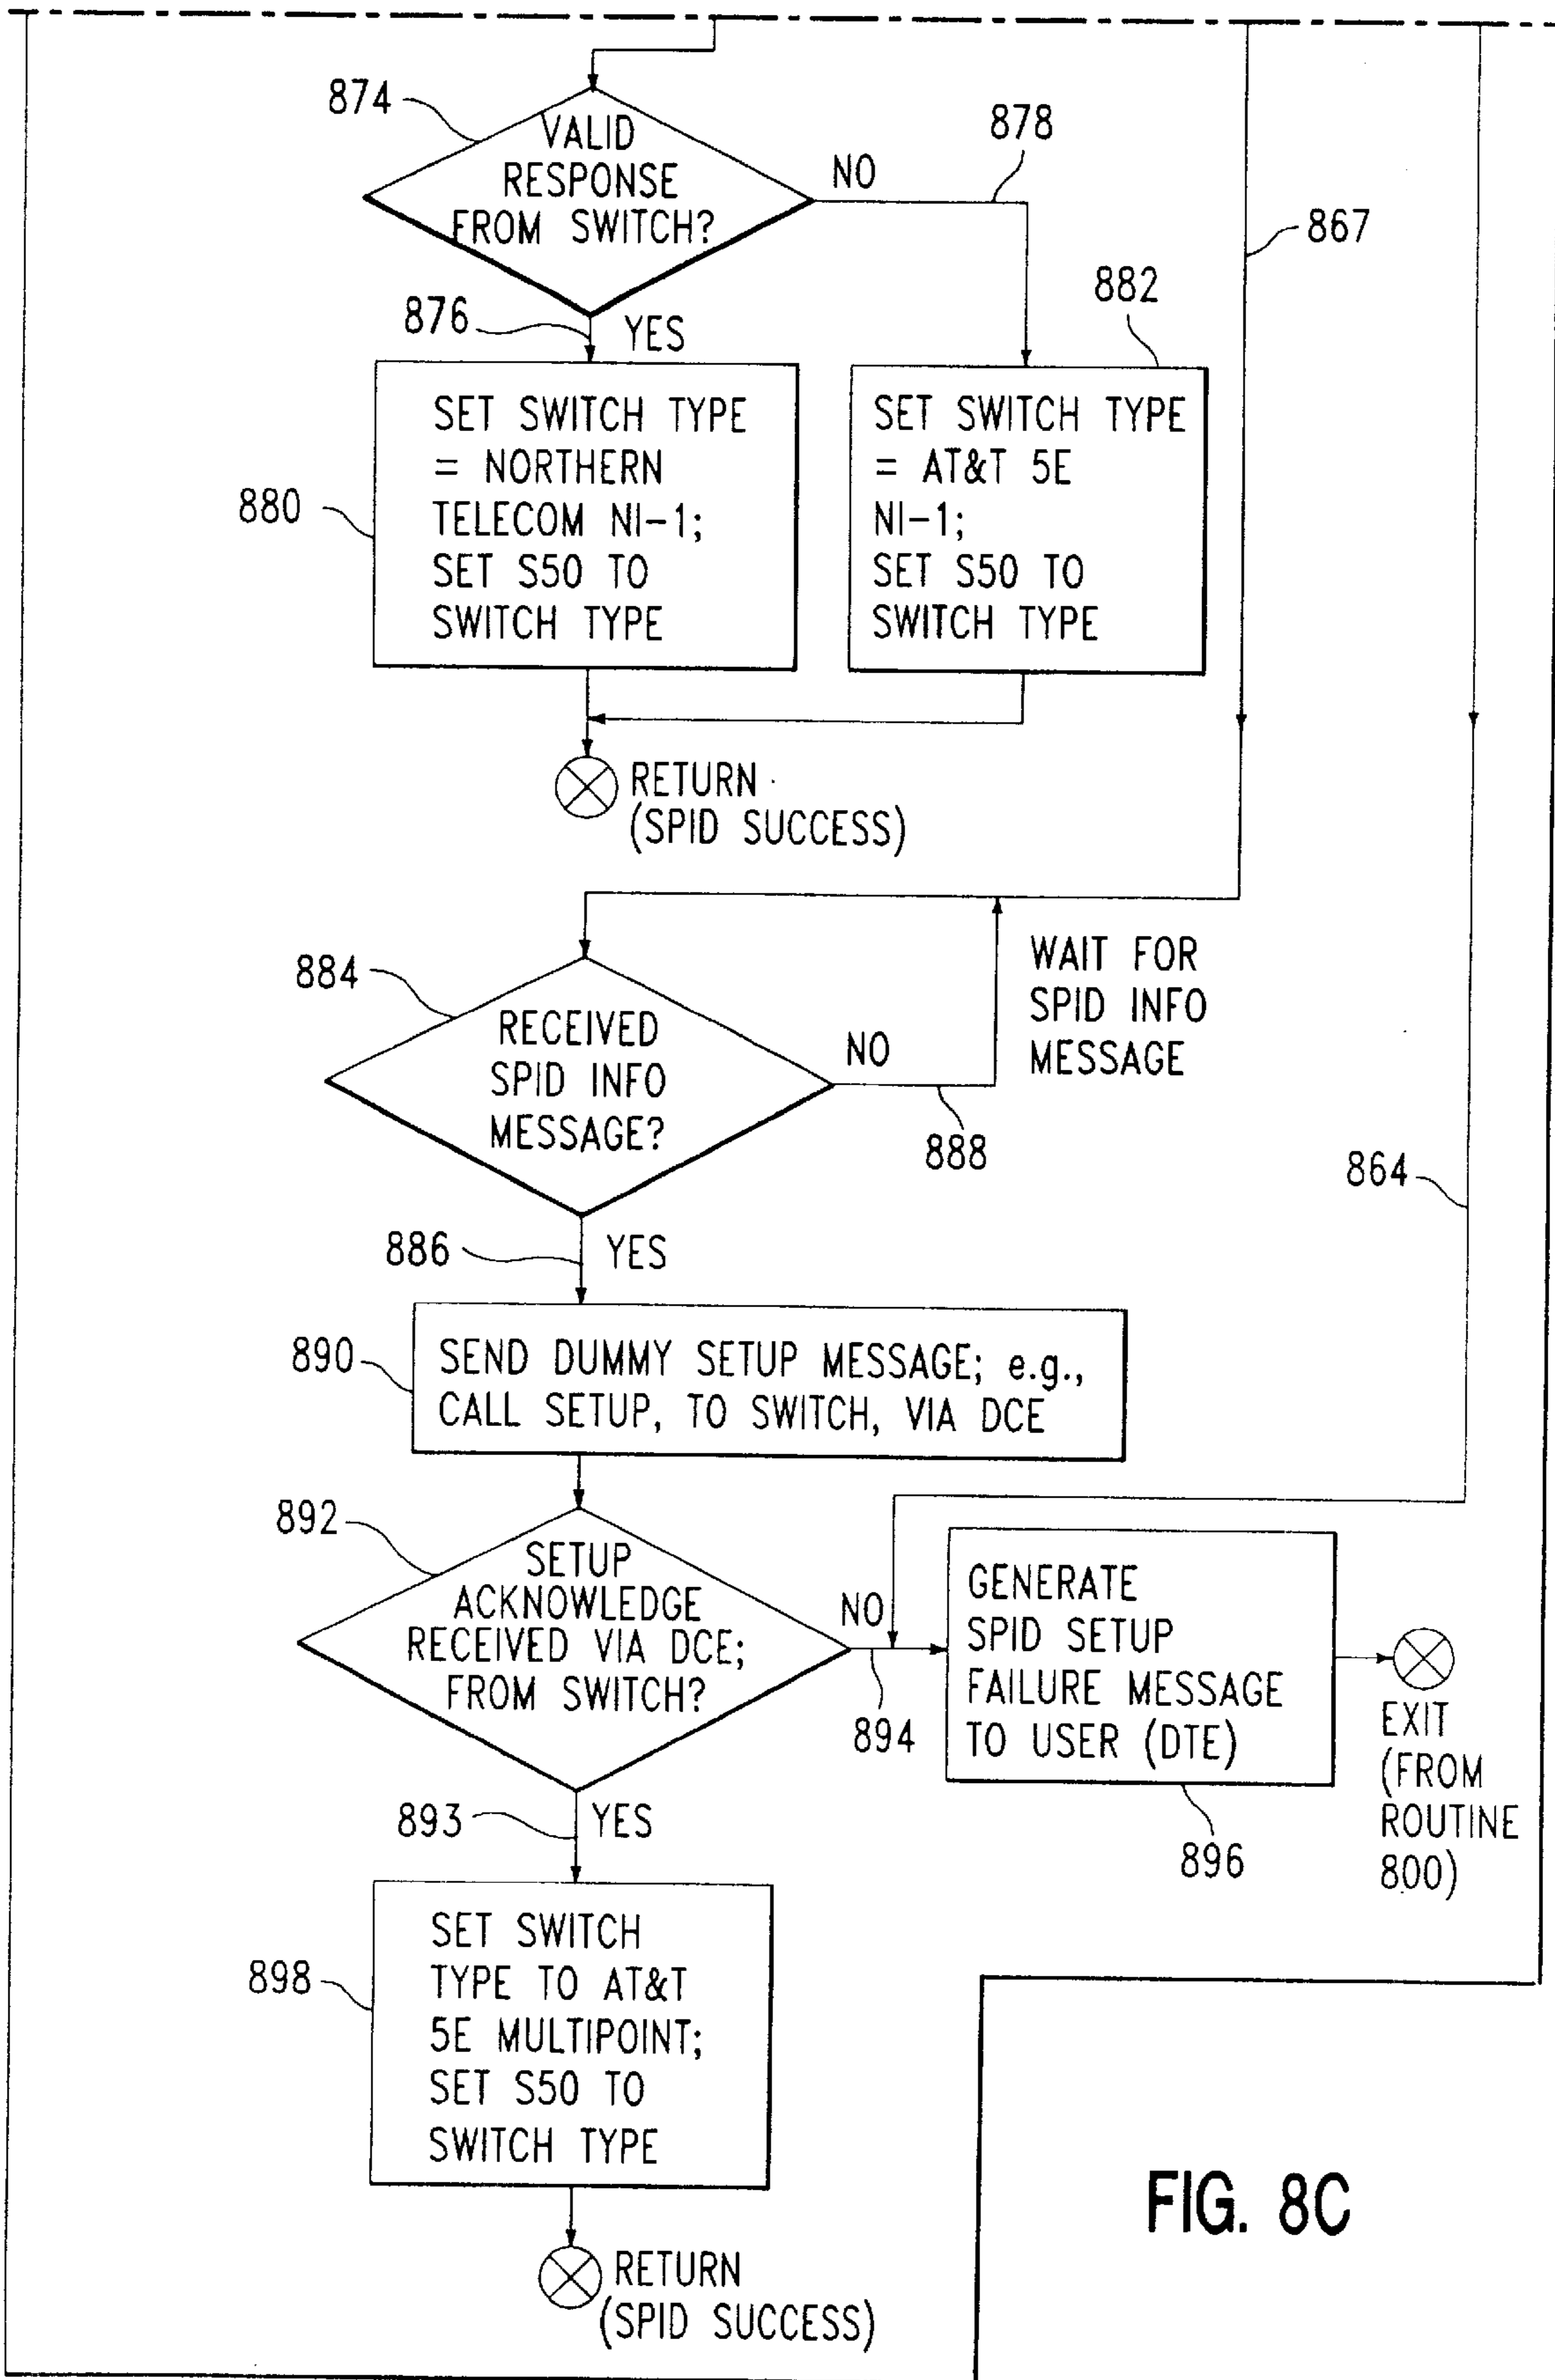 874
VALID
RESPONSE
FROM SWITCH?
NO
878
867
876
YES
882
880
SET SWITCH TYPE
= NORTHERN
TELECOM NI-1;
SET S50 TO
SWITCH TYPE
SET SWITCH TYPE
= AT&T 5E
NI-1;
SET S50 TO
SWITCH TYPE
RETURN
(SPID SUCCESS)
884
RECEIVED
SPID INFO
MESSAGE?
NO
888
WAIT FOR
SPID INFO
MESSAGE
864
886
YES
890
SEND DUMMY SETUP MESSAGE; e.g.,
CALL SETUP, TO SWITCH, VIA DCE
892
SETUP
ACKNOWLEDGE
RECEIVED VIA DCE;
FROM SWITCH?
NO
894
GENERATE
SPID SETUP
FAILURE MESSAGE
TO USER (DTE)
896
EXIT
(FROM
ROUTINE
800)
893
YES
898
SET SWITCH
TYPE TO AT&T
5E MULTIPOINT;
SET S50 TO
SWITCH TYPE
RETURN
(SPID SUCCESS)
FIG. 8C